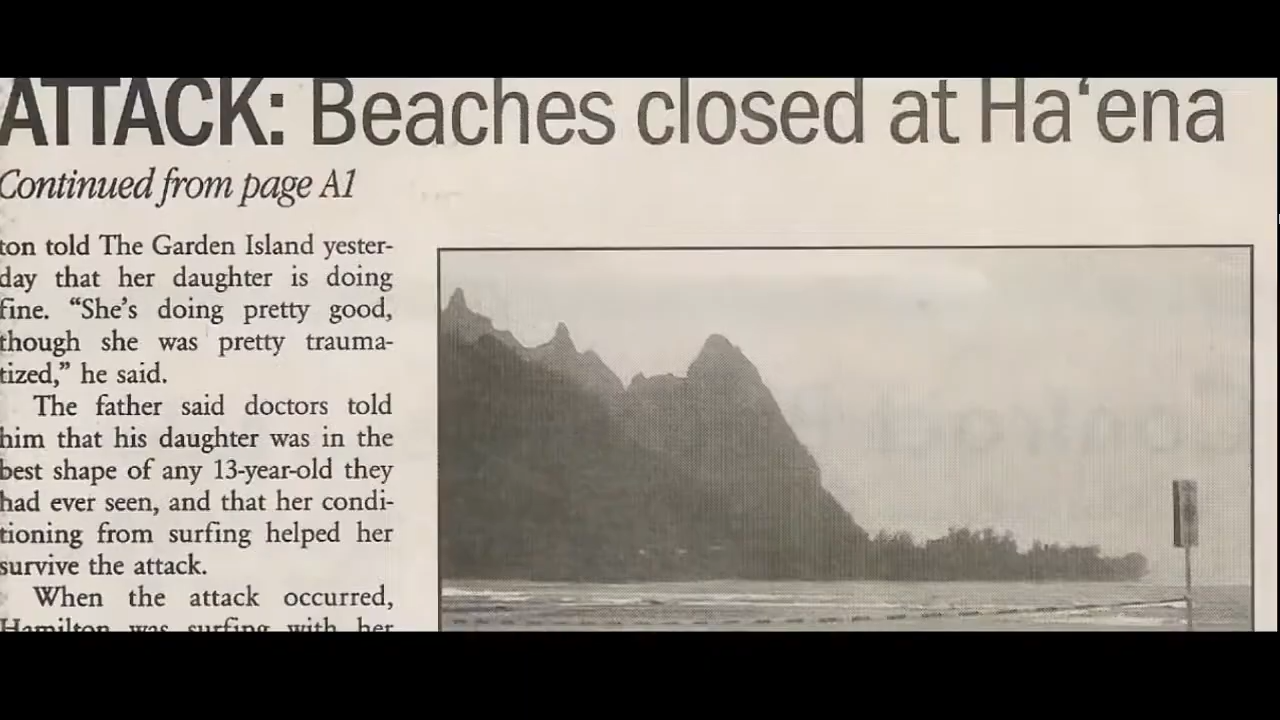 ATTACK: Beaches closed at Haʻena
Continued from page A1
ton told The Garden Island yester-
day that her daughter is doing
fine. “She’s doing pretty good,
though she was pretty trauma-
tized,” he said.
The father said doctors told
him that his daughter was in the
best shape of any 13-year-old they
had ever seen, and that her condi-
tioning from surfing helped her
survive the attack.
When the attack occurred,
Hamilton was surfing with her